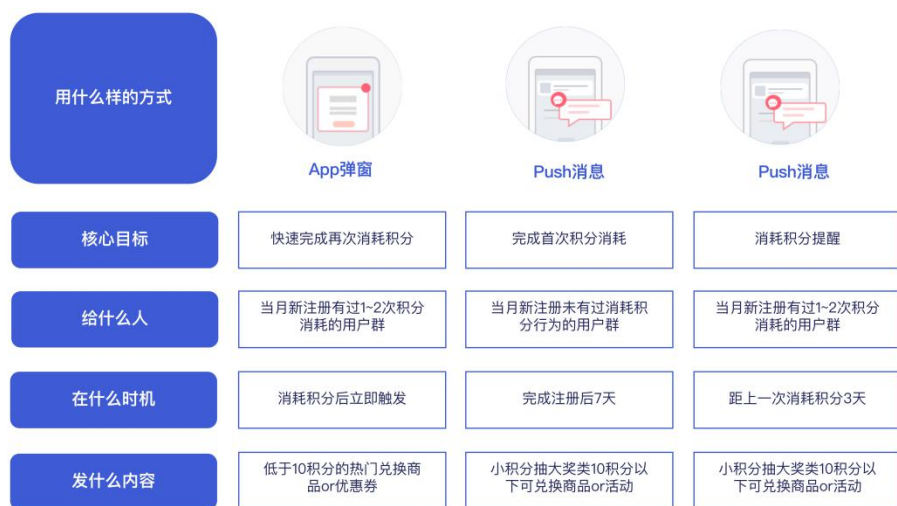 用什么样的方式
App弹窗
Push消息
Push消息
核心目标
快速完成再次消耗积分
完成首次积分消耗
消耗积分提醒
给什么人
当月新注册有过1~2次积分
消耗的用户群
当月新注册未有过消耗积
分行为的用户群
当月新注册有过1~2次积分
消耗的用户群
在什么时机
消耗积分后立即触发
完成注册后7天
距上一次消耗积分3天
发什么内容
低于10积分的热门兑换商
品or优惠券
小积分抽大奖类10积分以
下可兑换商品or活动
小积分抽大奖类10积分以
下可兑换商品or活动